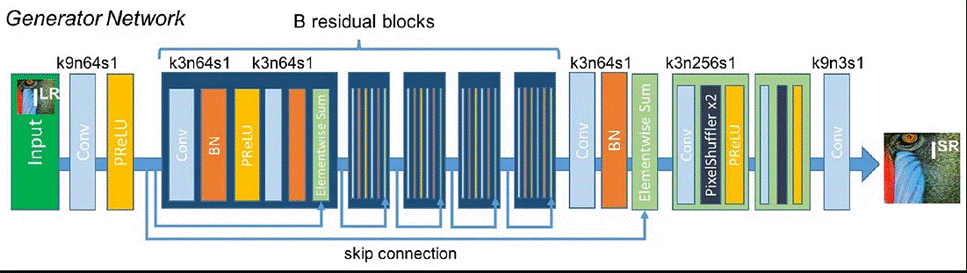 Generator Network
B residual blocks
k9n64s1
k3n64s1
k3n64s1
k3n64s1
k3n256s1
k9n3s1
I LR
Input
Conv
PReLU
Conv
BN
PReLU
Elementwise Sum
Conv
BN
Elementwise Sum
Conv
PixelShuffler x2
PReLU
Conv
I SR
skip connection